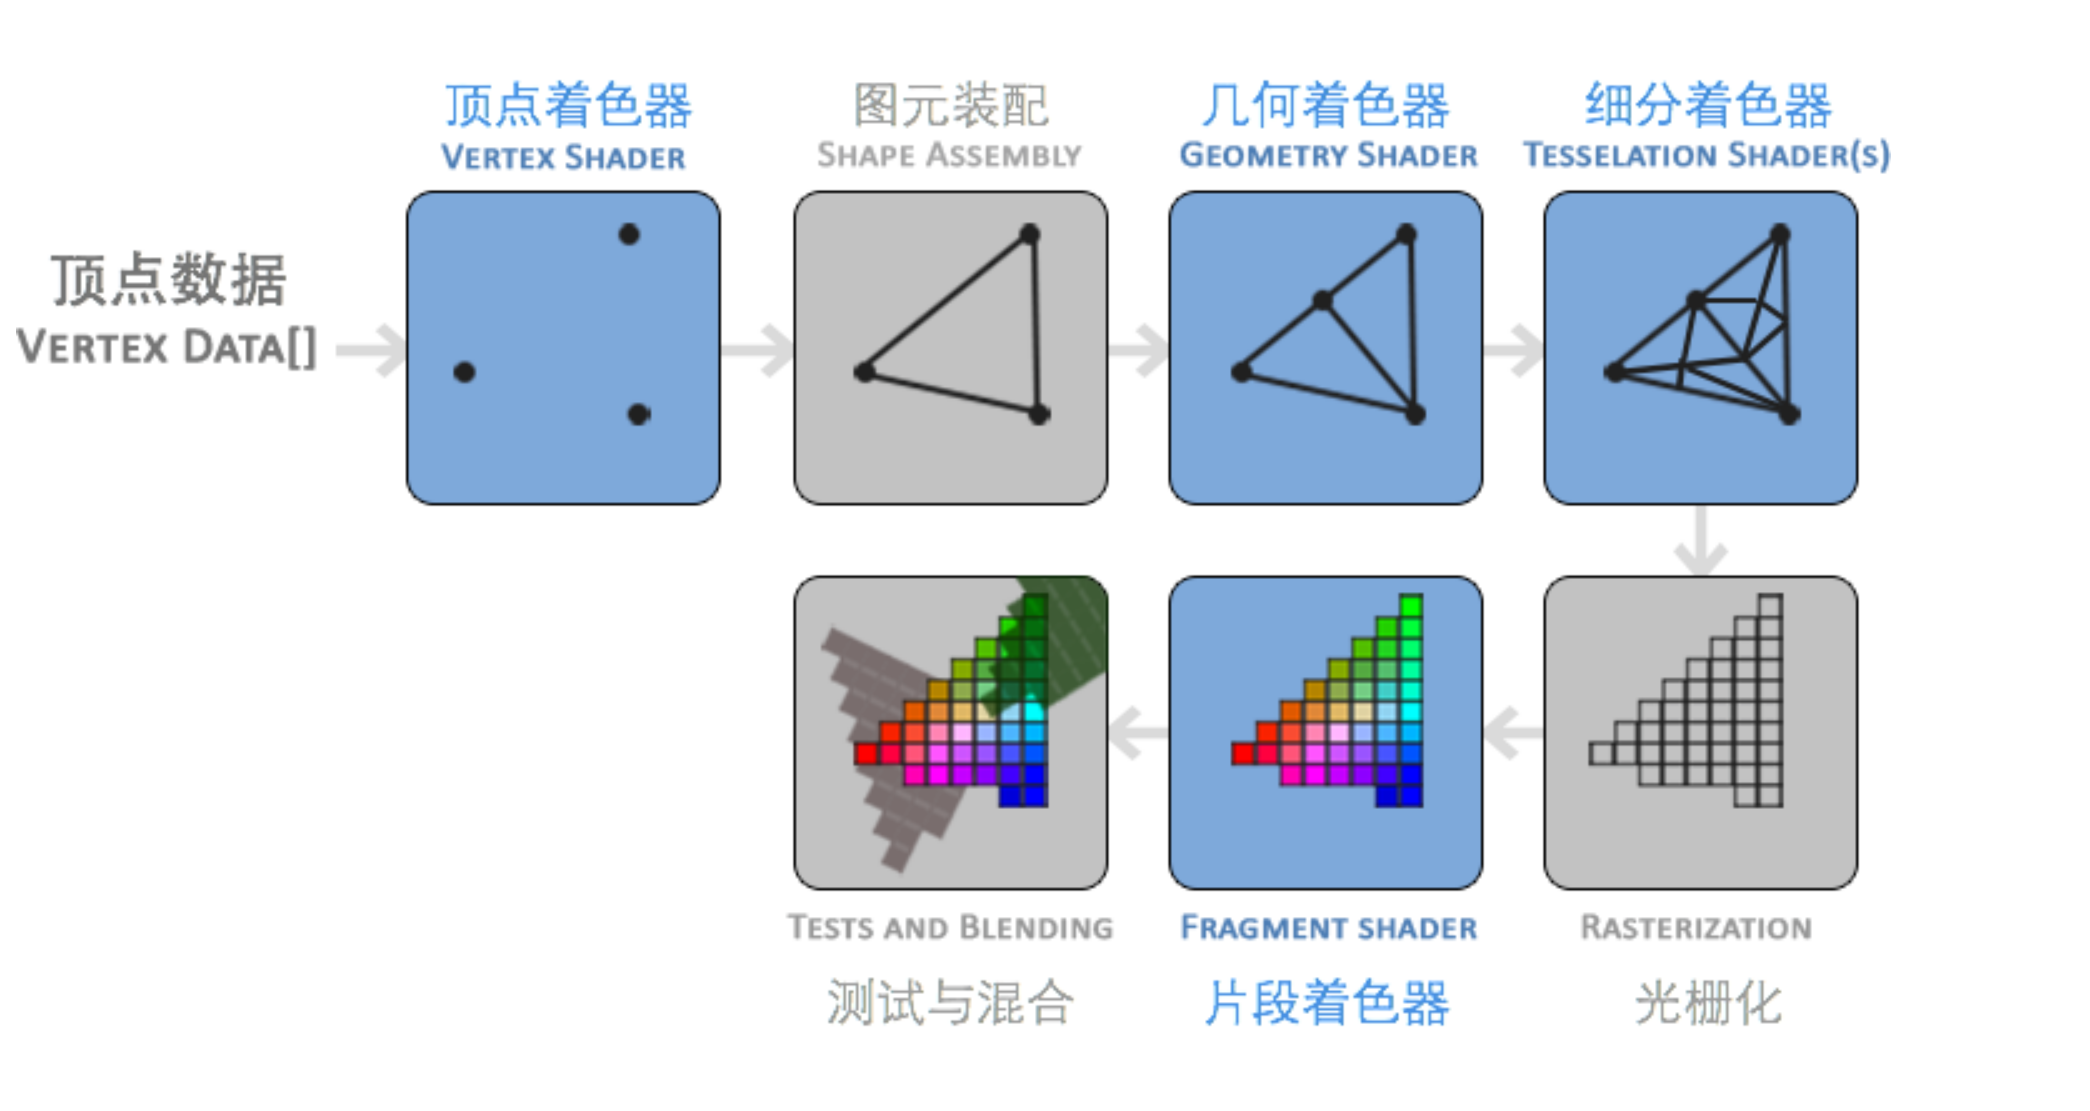 顶点着色器
VERTEX SHADER
图元装配
SHAPE ASSEMBLY
几何着色器
GEOMETRY SHADER
细分着色器
TESSELATION SHADER(S)
顶点数据
VERTEX DATA[]
TESTS AND BLENDING
测试与混合
FRAGMENT SHADER
片段着色器
RASTERIZATION
光栅化